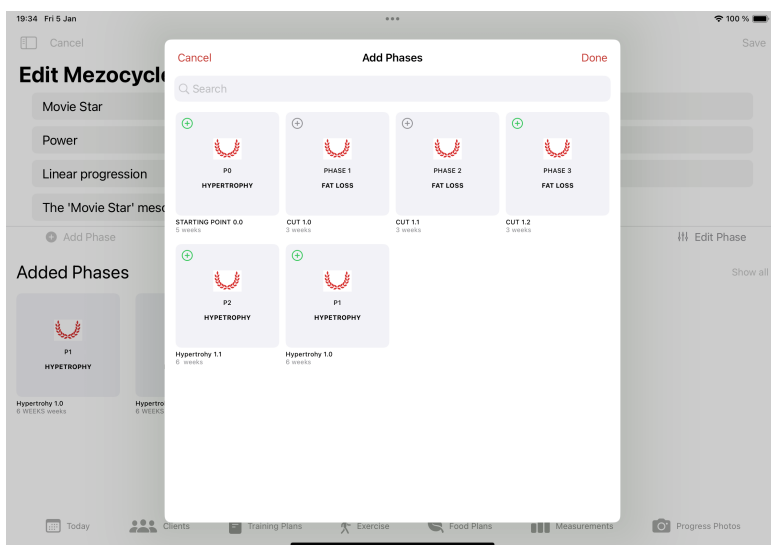 19:34 Fri 5 Jan
100 %
Cancel
Save
Edit Mezocycl
Movie Star
Power
Linear progression
The 'Movie Star' meso
Add Phase
Edit Phase
Added Phases
Show all
P1
HYPETROPHY
Hypertrohy 1.0
6 WEEKS weeks
Hypertro
6 WEEKS
Cancel
Add Phases
Done
Search
P0
HYPERTROPHY
STARTING POINT 0.0
5 weeks
PHASE 1
FAT LOSS
CUT 1.0
3 weeks
PHASE 2
FAT LOSS
CUT 1.1
3 weeks
PHASE 3
FAT LOSS
CUT 1.2
3 weeks
P2
HYPETROPHY
Hypertrohy 1.1
6 weeks
P1
HYPETROPHY
Hypertrohy 1.0
6 weeks
Today
Clients
Training Plans
Exercise
Food Plans
Measurements
Progress Photos